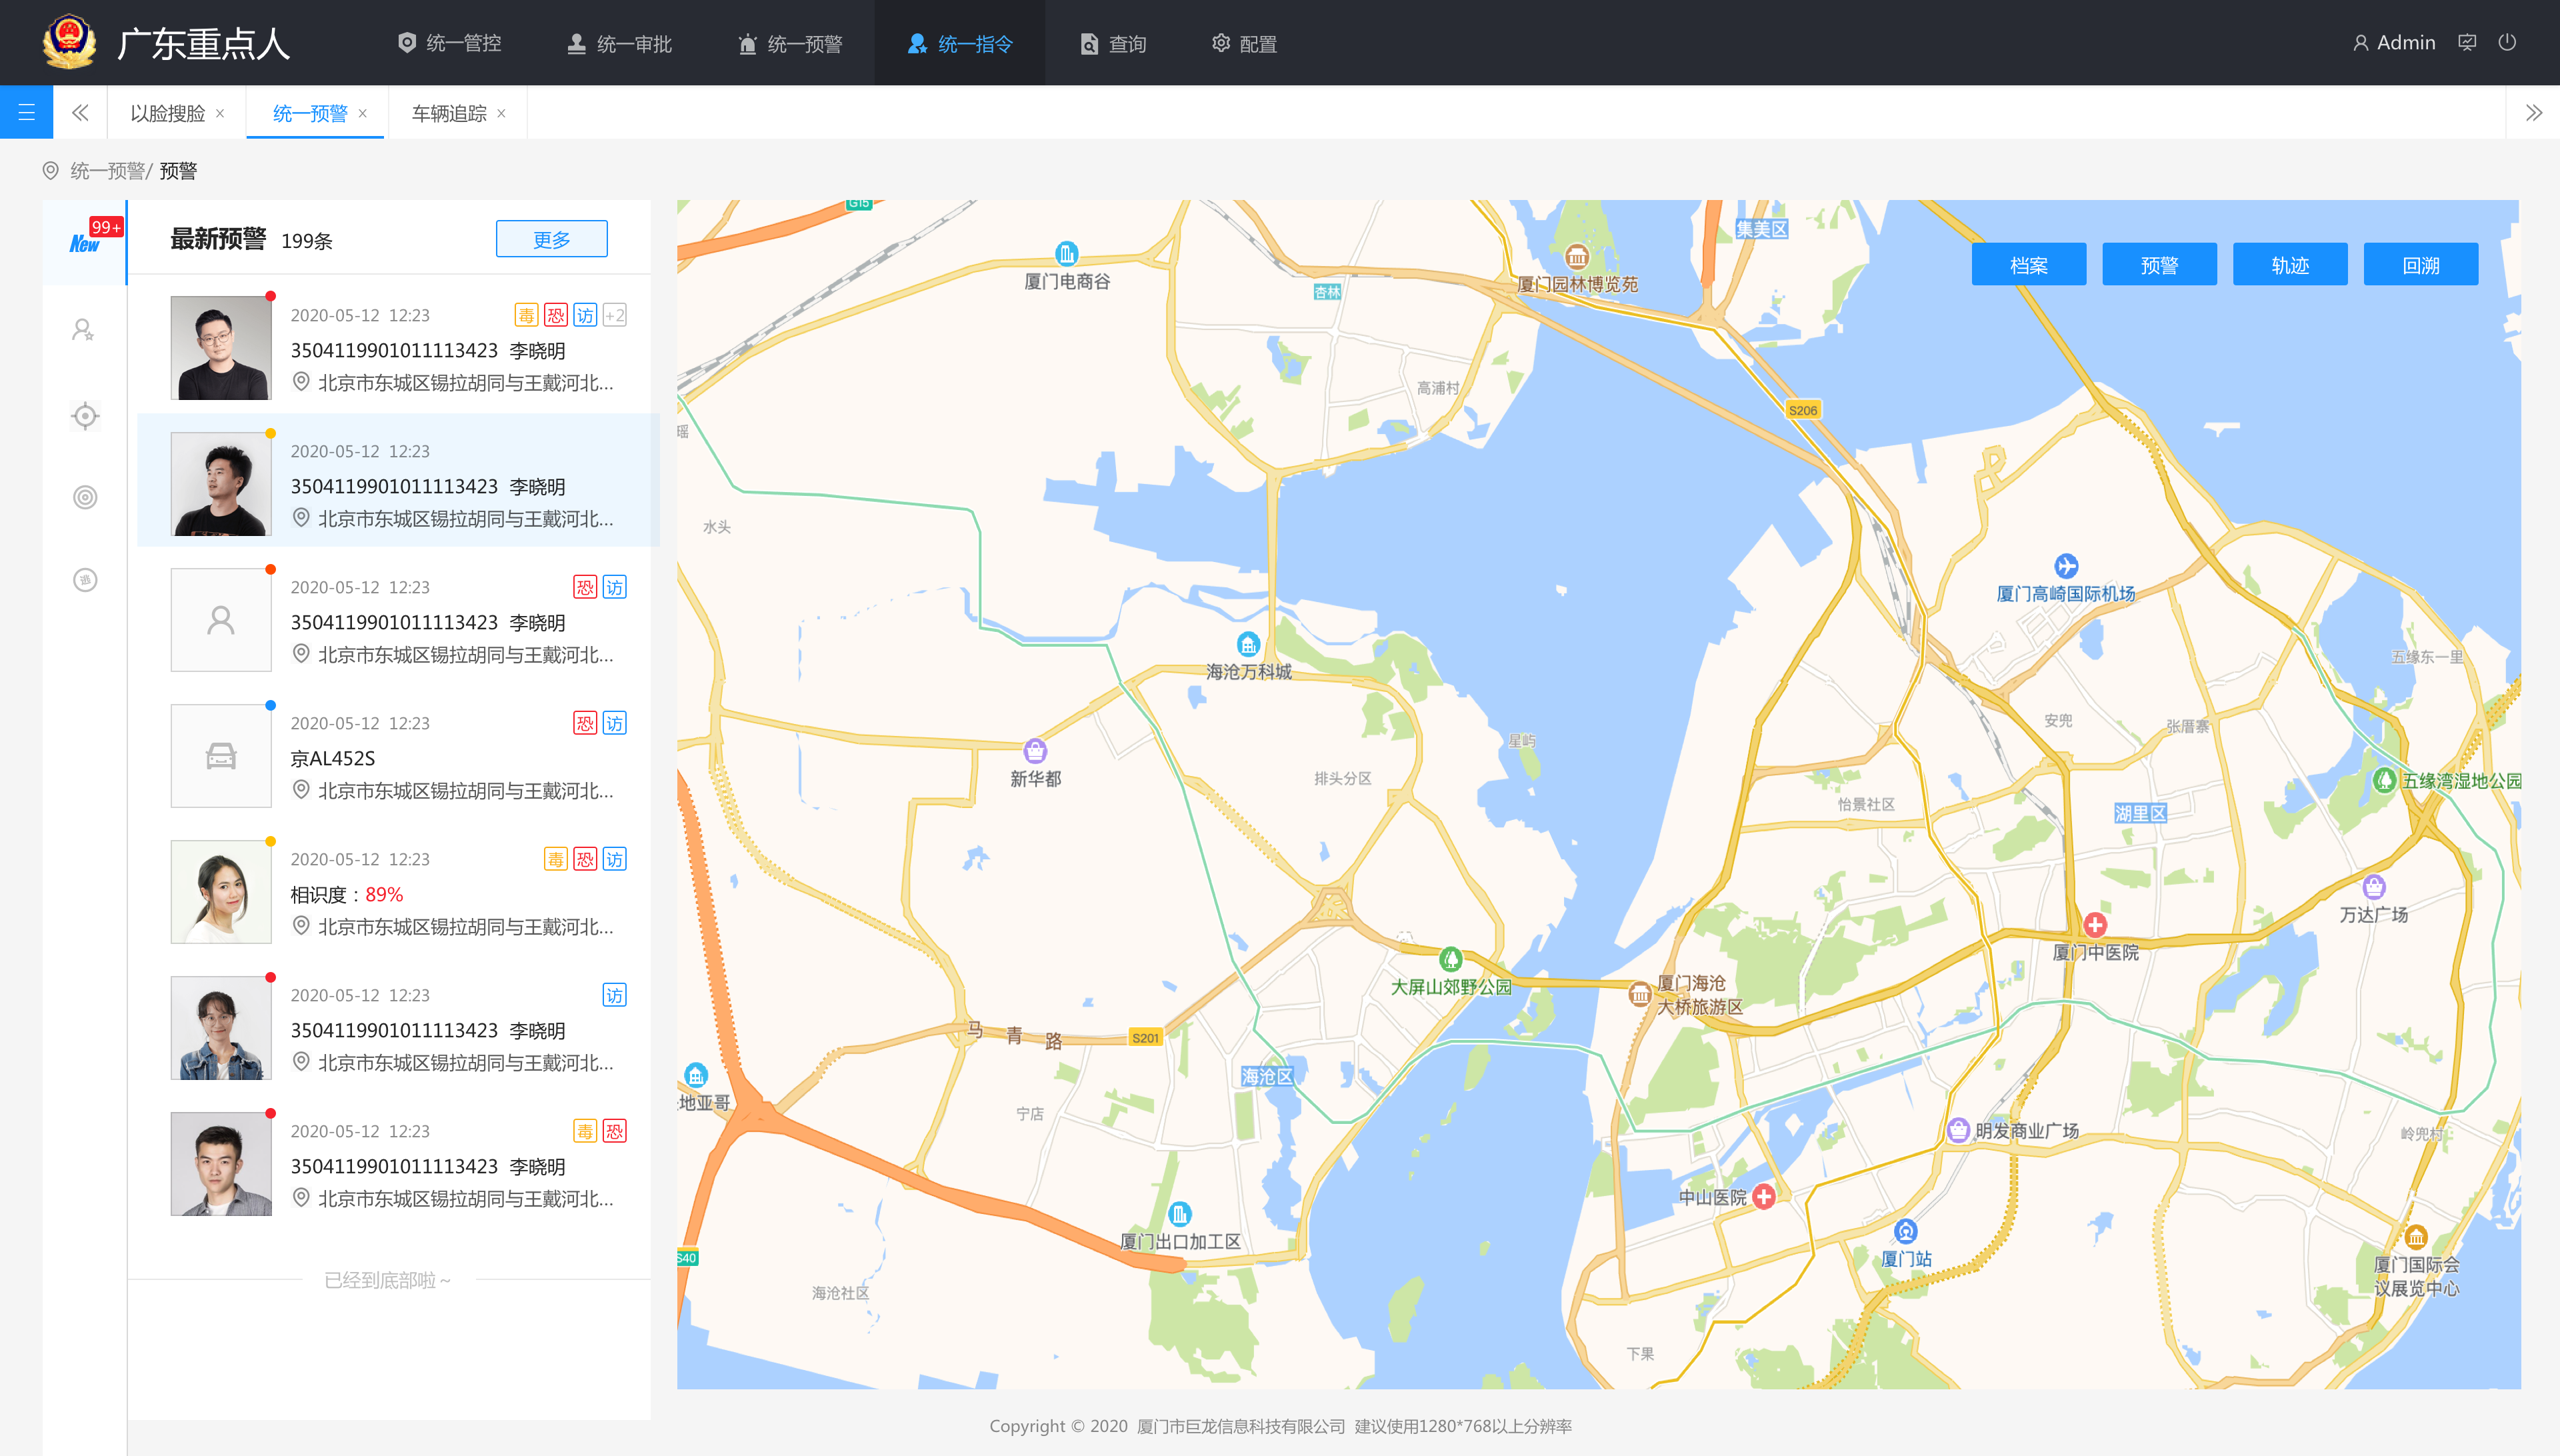 广东重点人
统一管控
统一审批
统一预警
统一指令
查询
配置
Admin
以脸搜脸 ×
统一预警 ×
车辆追踪 ×
统一预警/ 预警
99+
New
逃
最新预警 199条
更多
2020-05-12 12:23 毒 恐 访 +2
3504119901011113423 李晓明
北京市东城区锡拉胡同与王戴河北...
2020-05-12 12:23
3504119901011113423 李晓明
北京市东城区锡拉胡同与王戴河北...
2020-05-12 12:23 恐 访
3504119901011113423 李晓明
北京市东城区锡拉胡同与王戴河北...
2020-05-12 12:23 恐 访
京AL452S
北京市东城区锡拉胡同与王戴河北...
2020-05-12 12:23 毒 恐 访
相识度：89%
北京市东城区锡拉胡同与王戴河北...
2020-05-12 12:23 访
3504119901011113423 李晓明
北京市东城区锡拉胡同与王戴河北...
2020-05-12 12:23 毒 恐
3504119901011113423 李晓明
北京市东城区锡拉胡同与王戴河北...
已经到底部啦 ~
档案
预警
轨迹
回溯
G15
集美区
厦门电商谷
厦门园林博览苑
杏林
高浦村
S206
瑶
水头
厦门高崎国际机场
海沧万科城
五缘东一里
安兜
张厝寨
星屿
新华都
排头分区
五缘湾湿地公园
怡景社区
湖里区
万达广场
厦门中医院
大屏山郊野公园
厦门海沧
大桥旅游区
马青路
S201
海沧区
地亚哥
宁店
明发商业广场
岭兜村
中山医院
厦门出口加工区
厦门站
S40
厦门国际会
议展览中心
海沧社区
下果
Copyright © 2020 厦门市巨龙信息科技有限公司 建议使用1280*768以上分辨率